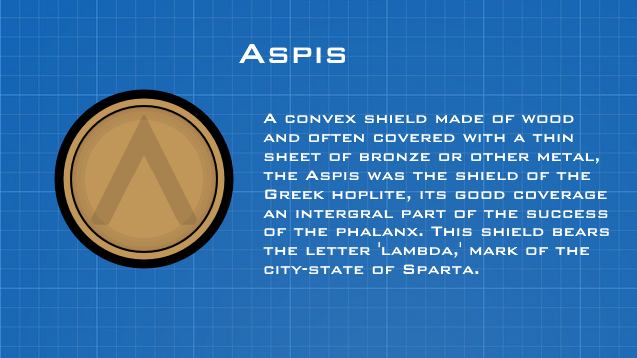 Aspis
A convex shield made of wood
and often covered with a thin
sheet of bronze or other metal,
the Aspis was the shield of the
Greek hoplite, its good coverage
an intergral part of the success
of the phalanx. This shield bears
the letter 'lambda,' mark of the
city-state of Sparta.